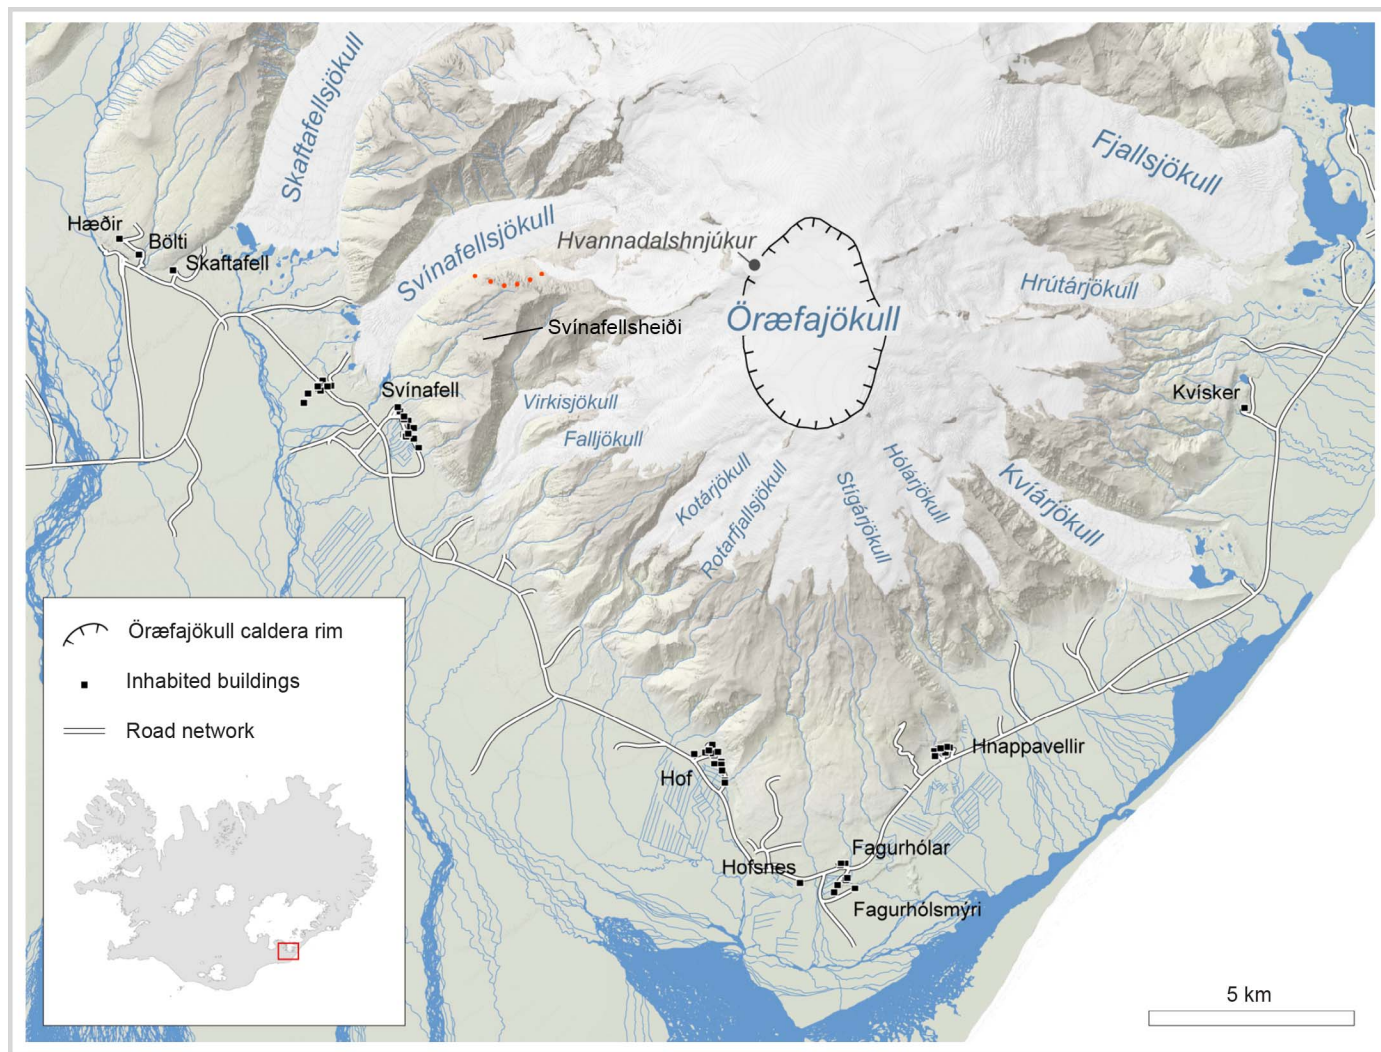 Skaftafellsjökull
Fjallsjökull
Hæðir
Bölti
Skaftafell
Svínafellsjökull
Hvannadalshnjúkur
Hrútárjökull
Öræfajökull
Svínafellsheiði
Svínafell
Virkisjökull
Falljökull
Kvísker
Kotárjökull
Rotarfjallsjökull
Stígárjökull
Hólárjökull
Kvíárjökull
Öræfajökull caldera rim
Inhabited buildings
Road network
Hof
Hnappavellir
Hofsnes
Fagurhólar
Fagurhólsmýri
5 km